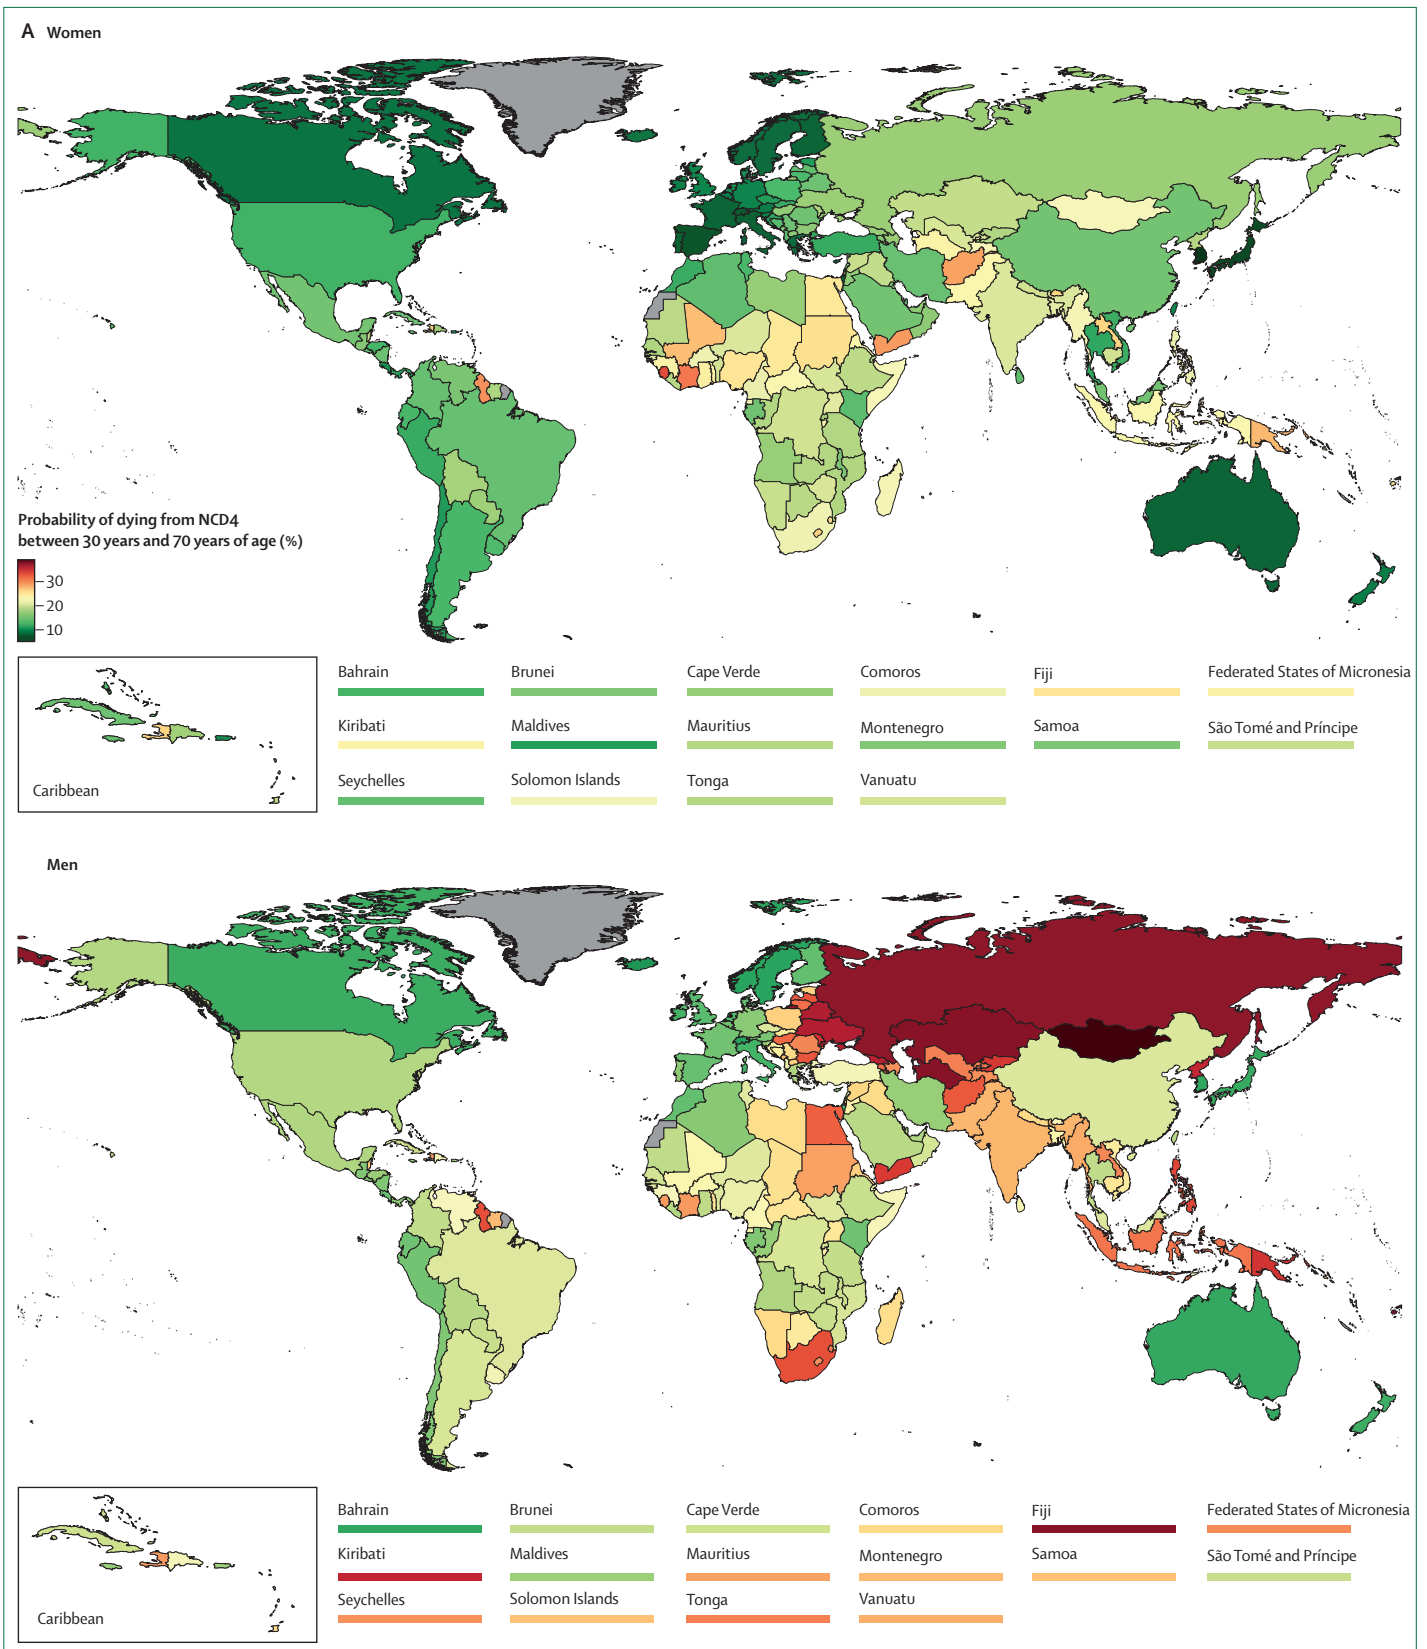 A Women
Probability of dying from NCD4
between 30 years and 70 years of age (%)
30
20
10
Caribbean
Bahrain
Brunei
Cape Verde
Comoros
Fiji
Federated States of Micronesia
Kiribati
Maldives
Mauritius
Montenegro
Samoa
São Tomé and Príncipe
Seychelles
Solomon Islands
Tonga
Vanuatu
Men
Caribbean
Bahrain
Brunei
Cape Verde
Comoros
Fiji
Federated States of Micronesia
Kiribati
Maldives
Mauritius
Montenegro
Samoa
São Tomé and Príncipe
Seychelles
Solomon Islands
Tonga
Vanuatu